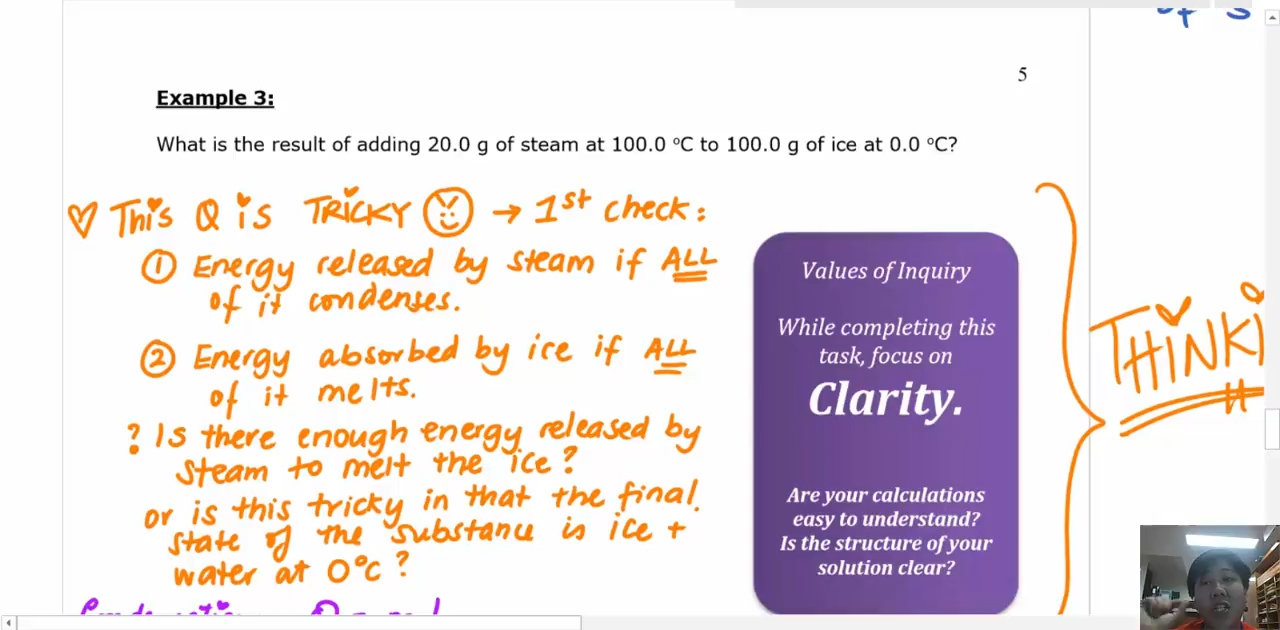 of s
5
Example 3:
What is the result of adding 20.0 g of steam at 100.0 °C to 100.0 g of ice at 0.0 °C?
This Q is TRICKY → 1st check:
① Energy released by steam if ALL
of it condenses.
② Energy absorbed by ice if ALL
of it melts.
? Is there enough energy released by
steam to melt the ice?
or is this tricky in that the final
state of the substance is ice +
water at 0°C?
Values of Inquiry
While completing this
task, focus on
Clarity.
Are your calculations
easy to understand?
Is the structure of your
solution clear?
THINKI